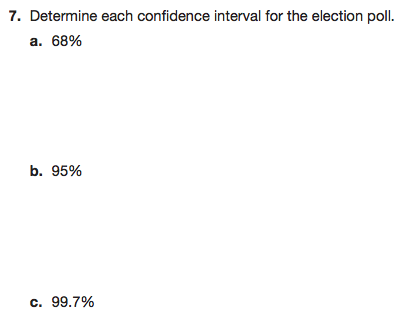 7. Determine each confidence interval for the election poll.
a. 68%
b. 95%
c. 99.7%